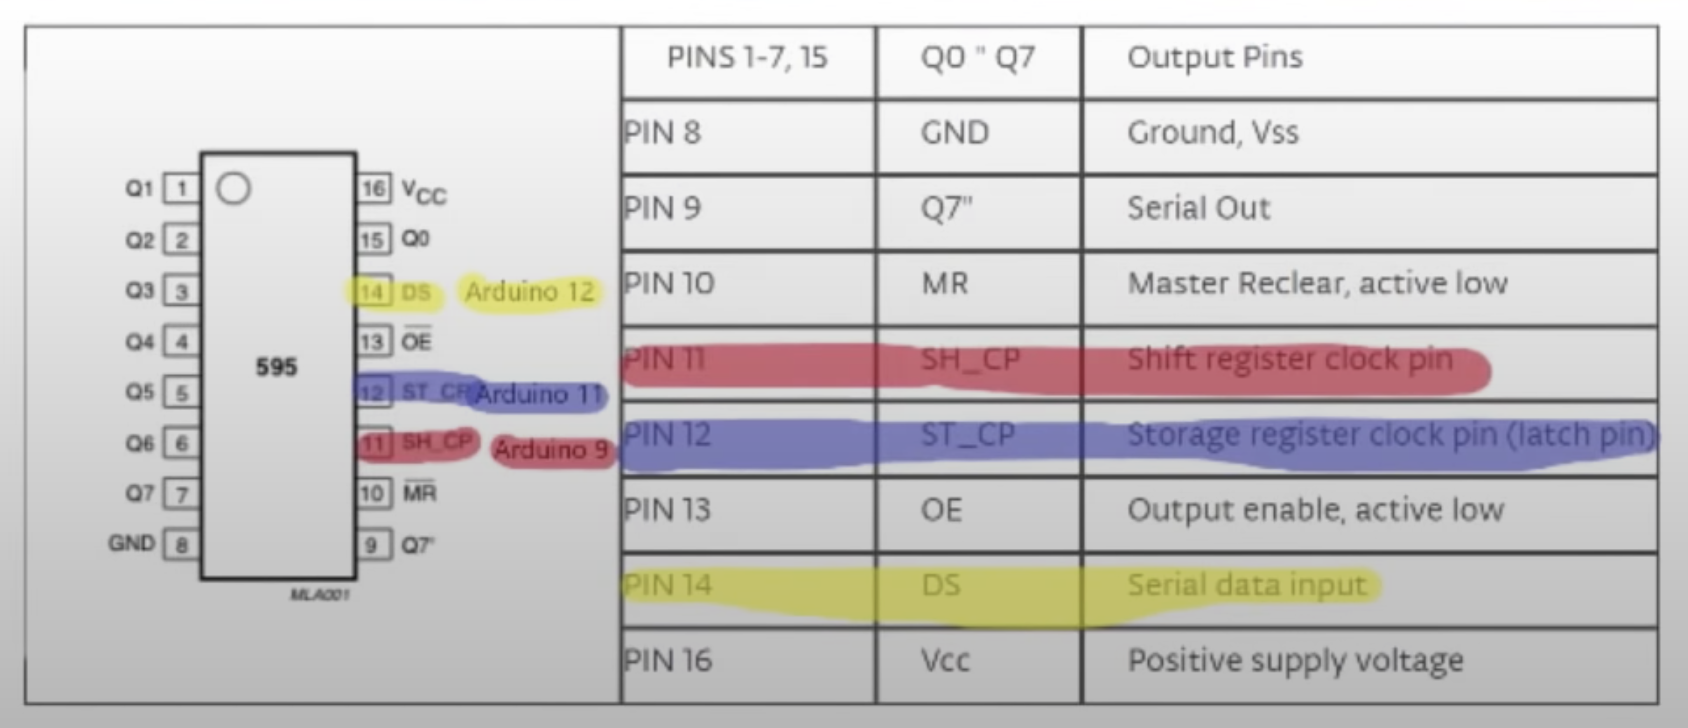 Q1 1 16 VCC
Q2 2 15 Q0
Q3 3 14 DS Arduino 12
Q4 4 13 OE
595
Q5 5 12 ST_CP Arduino 11
Q6 6 11 SH_CP Arduino 9
Q7 7 10 MR
GND 8 9 Q7'
MLA001
PINS 1-7, 15 Q0 " Q7 Output Pins
PIN 8 GND Ground, Vss
PIN 9 Q7" Serial Out
PIN 10 MR Master Reclear, active low
PIN 11 SH_CP Shift register clock pin
PIN 12 ST_CP Storage register clock pin (latch pin)
PIN 13 OE Output enable, active low
PIN 14 DS Serial data input
PIN 16 Vcc Positive supply voltage